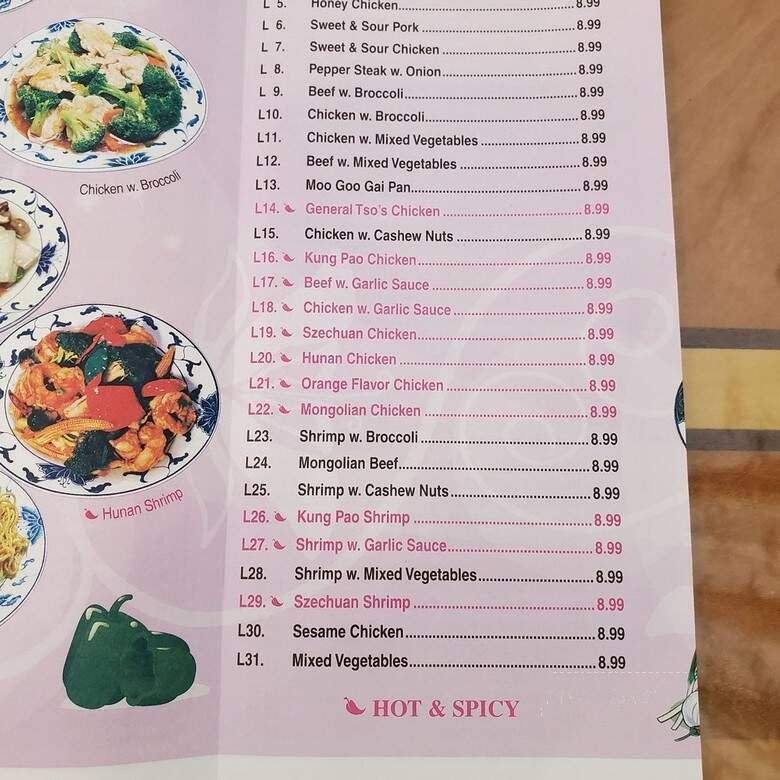 L 5. Honey Chicken 8.99
L 6. Sweet & Sour Pork 8.99
L 7. Sweet & Sour Chicken 8.99
L 8. Pepper Steak w. Onion 8.99
L 9. Beef w. Broccoli 8.99
L10. Chicken w. Broccoli 8.99
L11. Chicken w. Mixed Vegetables 8.99
L12. Beef w. Mixed Vegetables 8.99
L13. Moo Goo Gai Pan 8.99
L14. General Tso's Chicken 8.99
L15. Chicken w. Cashew Nuts 8.99
L16. Kung Pao Chicken 8.99
L17. Beef w. Garlic Sauce 8.99
L18. Chicken w. Garlic Sauce 8.99
L19. Szechuan Chicken 8.99
L20. Hunan Chicken 8.99
L21. Orange Flavor Chicken 8.99
L22. Mongolian Chicken 8.99
L23. Shrimp w. Broccoli 8.99
L24. Mongolian Beef 8.99
L25. Shrimp w. Cashew Nuts 8.99
L26. Kung Pao Shrimp 8.99
L27. Shrimp w. Garlic Sauce 8.99
L28. Shrimp w. Mixed Vegetables 8.99
L29. Szechuan Shrimp 8.99
L30. Sesame Chicken 8.99
L31. Mixed Vegetables 8.99
HOT & SPICY
Chicken w. Broccoli
Hunan Shrimp